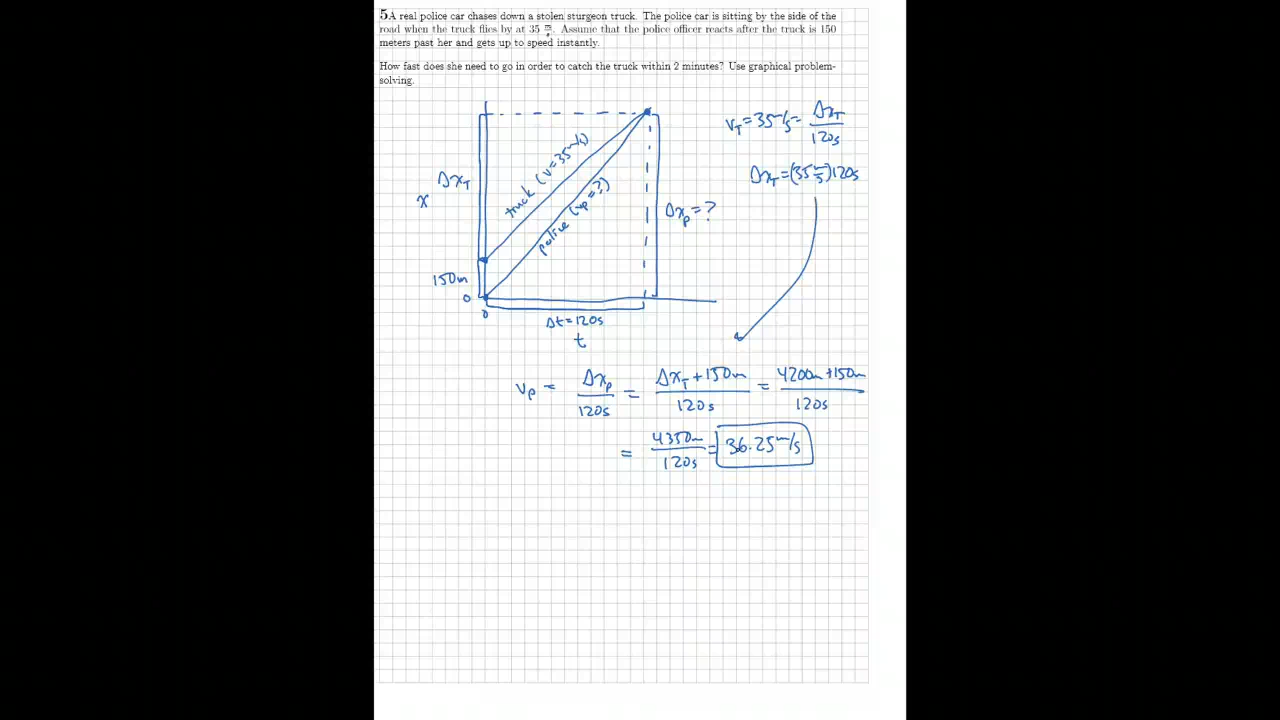 5A real police car chases down a stolen sturgeon truck. The police car is sitting by the side of the
road when the truck flies by at 35 m/s. Assume that the police officer reacts after the truck is 150
meters past her and gets up to speed instantly.
How fast does she need to go in order to catch the truck within 2 minutes? Use graphical problem-
solving.
x
ΔxT
150m
0
0
truck (v=35m/s)
police (vp=?)
Δxp=?
Δt=120s
t
vT=35m/s=ΔxT/120s
ΔxT=(35 m/s)120s
vp = Δxp/120s = ΔxT+150m/120s = 4200m+150m/120s
= 4350m/120s = 36.25m/s